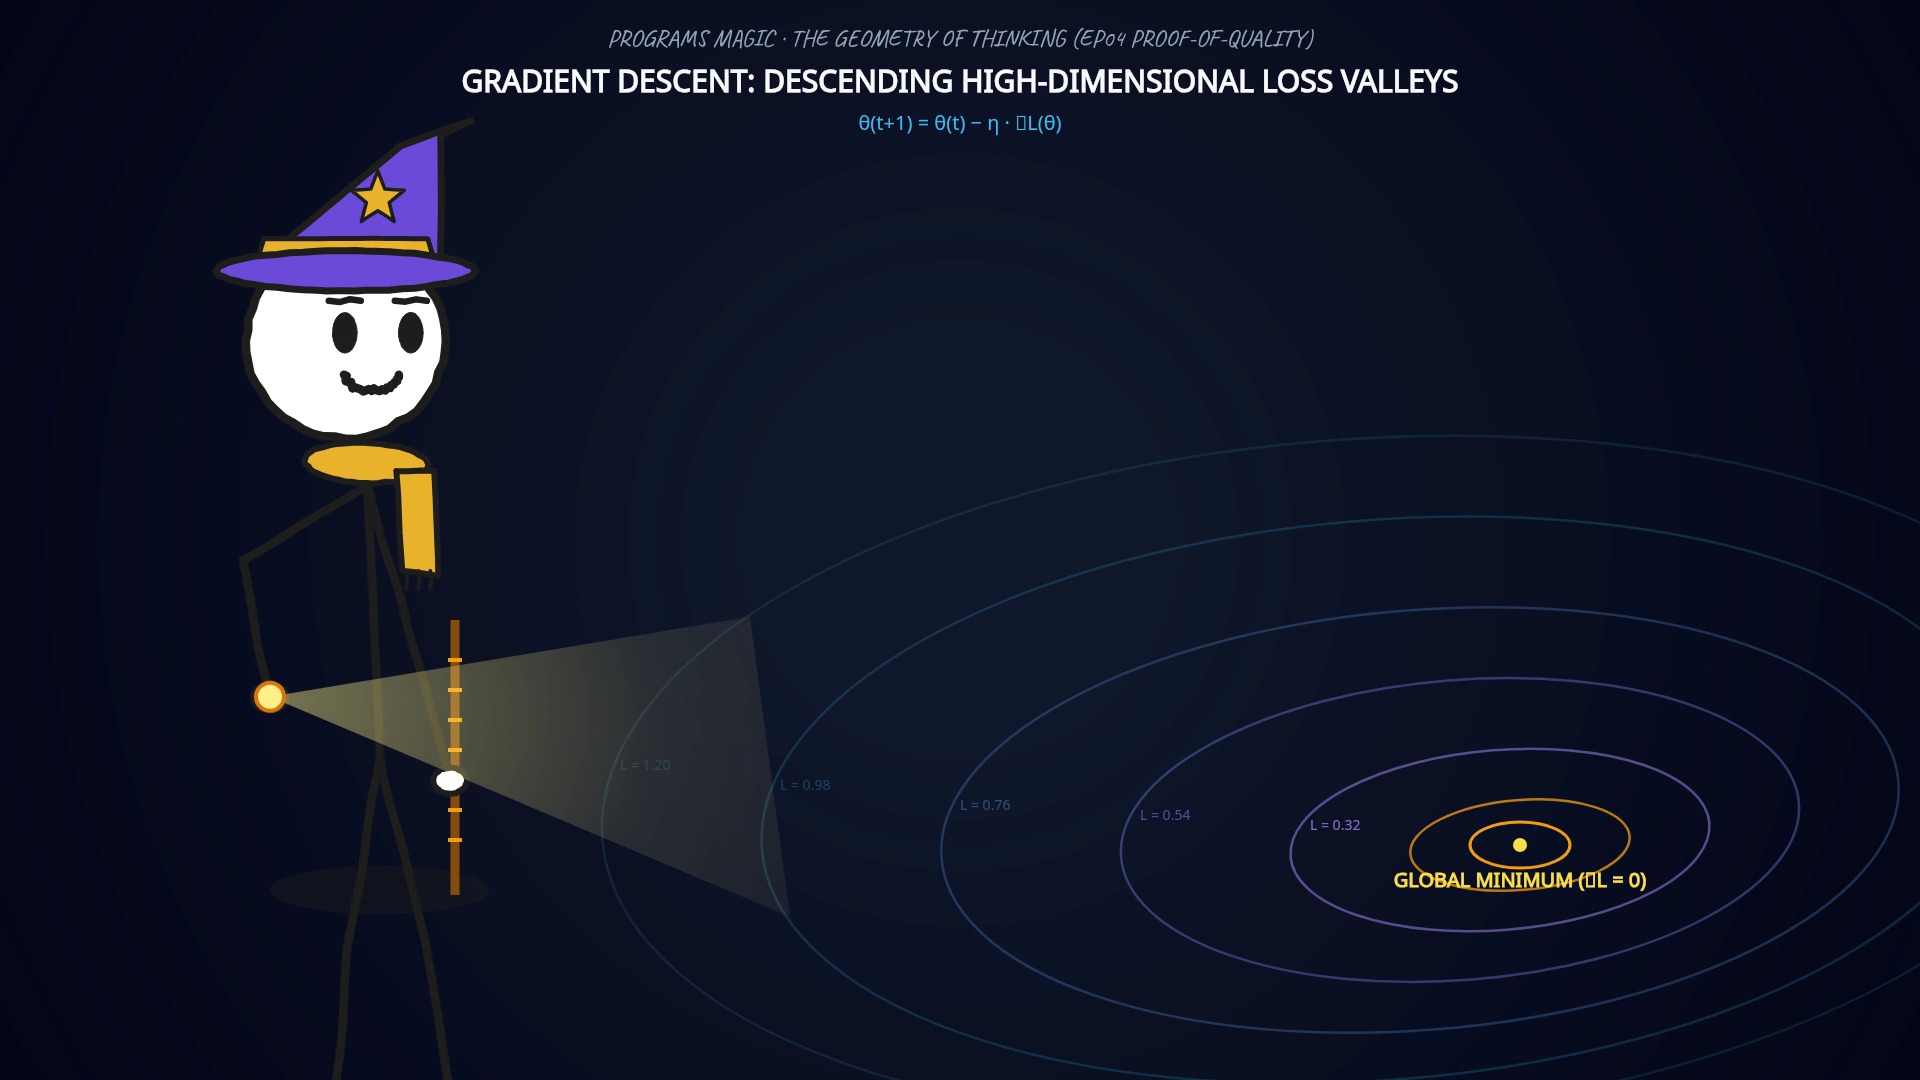 PROGRAMS MAGIC · THE GEOMETRY OF THINKING (EP04 PROOF-OF-QUALITY)
GRADIENT DESCENT: DESCENDING HIGH-DIMENSIONAL LOSS VALLEYS
θ(t+1) = θ(t) − η · ▯L(θ)
L = 1.20
L = 0.98
L = 0.76
L = 0.54
L = 0.32
GLOBAL MINIMUM (▯L = 0)